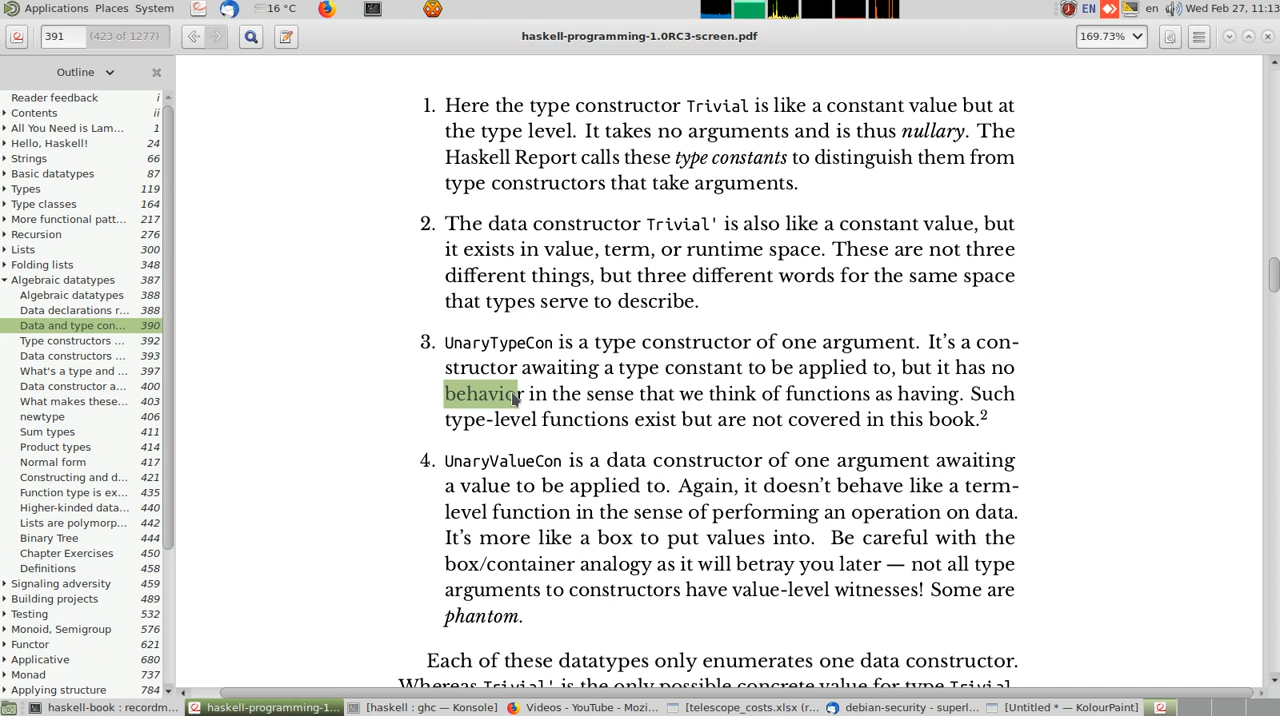 Applications Places System
16 °C
EN
en
Wed Feb 27, 11:13
391
(423 of 1277)
haskell-programming-1.0RC3-screen.pdf
169.73%
Outline
Reader feedback i
Contents ii
All You Need is Lam... 1
Hello, Haskell! 24
Strings 66
Basic datatypes 87
Types 119
Type classes 164
More functional patt... 217
Recursion 276
Lists 300
Folding lists 348
Algebraic datatypes 387
Algebraic datatypes 388
Data declarations r... 388
Data and type con... 390
Type constructors ... 392
Data constructors ... 393
What's a type and ... 397
Data constructor a... 400
What makes these... 403
newtype 406
Sum types 411
Product types 414
Normal form 417
Constructing and d... 421
Function type is ex... 435
Higher-kinded data... 440
Lists are polymorp... 442
Binary Tree 444
Chapter Exercises 450
Definitions 458
Signaling adversity 459
Building projects 489
Testing 532
Monoid, Semigroup 576
Functor 621
Applicative 680
Monad 737
Applying structure 784
1. Here the type constructor Trivial is like a constant value but at
the type level. It takes no arguments and is thus nullary. The
Haskell Report calls these type constants to distinguish them from
type constructors that take arguments.
2. The data constructor Trivial' is also like a constant value, but
it exists in value, term, or runtime space. These are not three
different things, but three different words for the same space
that types serve to describe.
3. UnaryTypeCon is a type constructor of one argument. It's a con-
structor awaiting a type constant to be applied to, but it has no
behavior in the sense that we think of functions as having. Such
type-level functions exist but are not covered in this book.²
4. UnaryValueCon is a data constructor of one argument awaiting
a value to be applied to. Again, it doesn't behave like a term-
level function in the sense of performing an operation on data.
It's more like a box to put values into. Be careful with the
box/container analogy as it will betray you later — not all type
arguments to constructors have value-level witnesses! Some are
phantom.
Each of these datatypes only enumerates one data constructor.
Whereas Trivial' is the only possible concrete value for type Trivial
haskell-book : recordm...
haskell-programming-1...
[haskell : ghc — Konsole]
Videos - YouTube - Mozi...
[telescope_costs.xlsx (r...
debian-security - superl...
[Untitled * — KolourPaint]